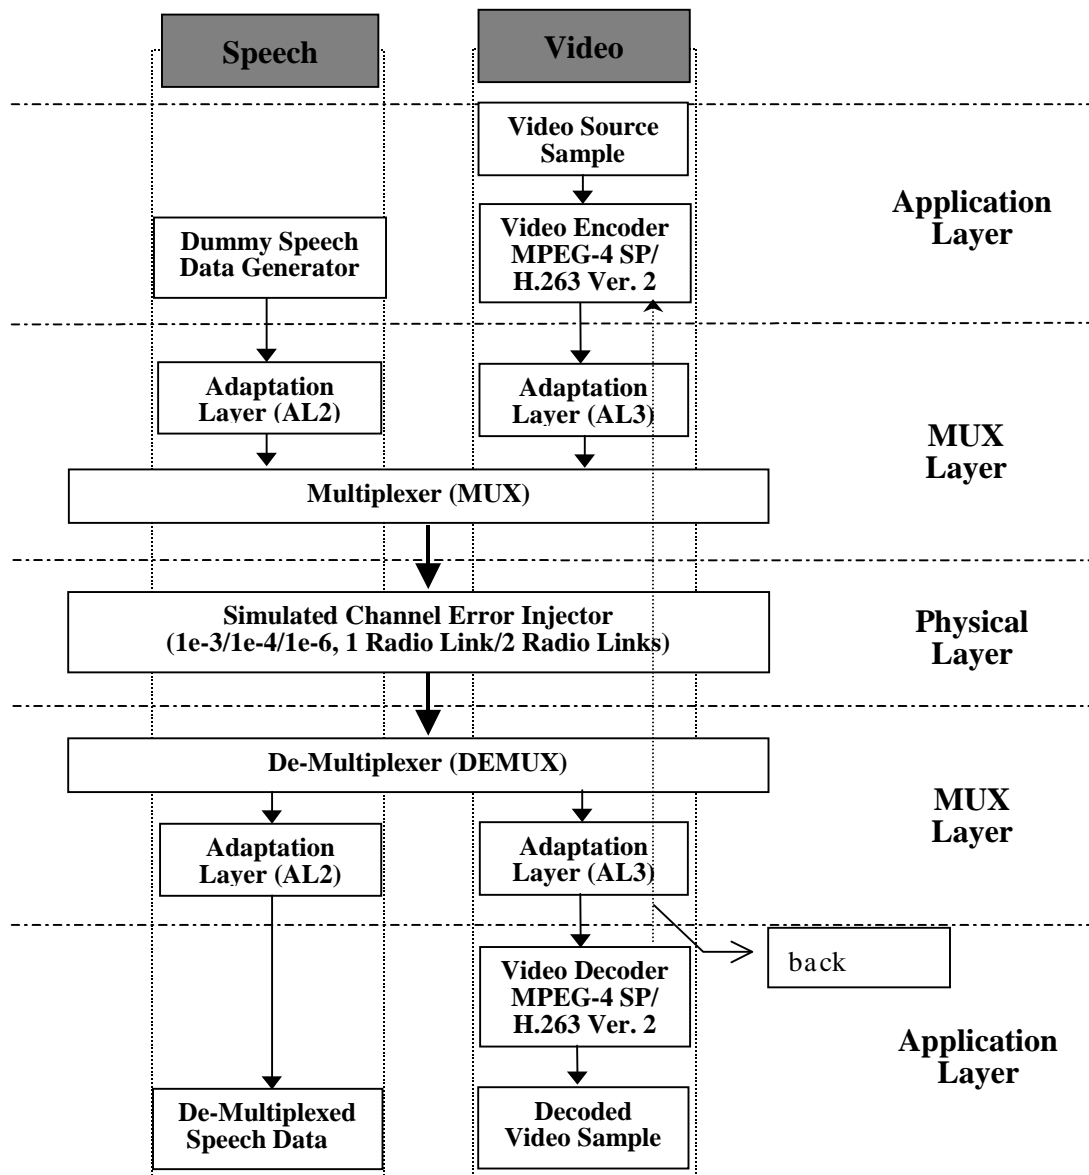 Speech
Video
Video Source
Sample
Application
Layer
Dummy Speech
Data Generator
Video Encoder
MPEG-4 SP/
H.263 Ver. 2
Adaptation
Layer (AL2)
Adaptation
Layer (AL3)
MUX
Layer
Multiplexer (MUX)
Simulated Channel Error Injector
(1e-3/1e-4/1e-6, 1 Radio Link/2 Radio Links)
Physical
Layer
De-Multiplexer (DEMUX)
MUX
Layer
Adaptation
Layer (AL2)
Adaptation
Layer (AL3)
back
Video Decoder
MPEG-4 SP/
H.263 Ver. 2
Application
Layer
De-Multiplexed
Speech Data
Decoded
Video Sample